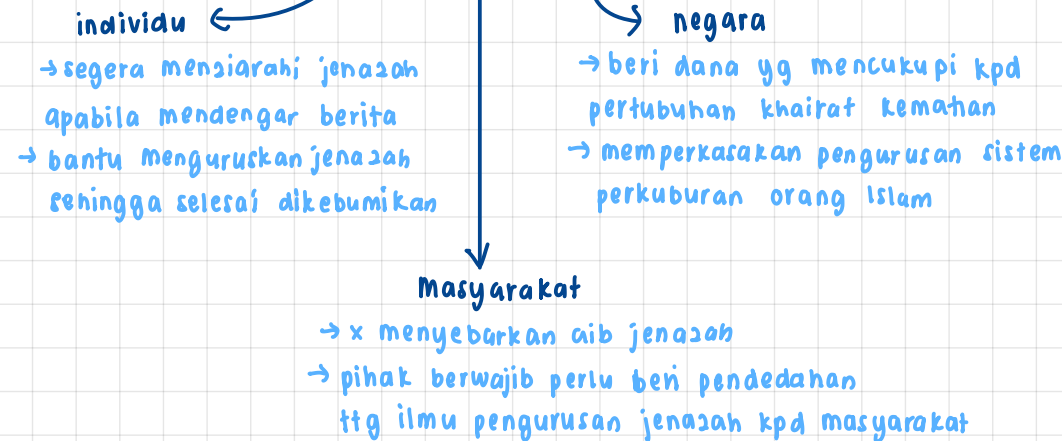 individu
→ segera menziarahi jenazah
apabila mendengar berita
→ bantu menguruskan jenazah
sehingga selesai dikebumikan
negara
→ beri dana yg mencukupi kpd
pertubuhan khairat kematian
→ memperkasakan pengurusan sistem
perkuburan orang Islam
masyarakat
→ x menyebarkan aib jenazah
→ pihak berwajib perlu beri pendedahan
ttg ilmu pengurusan jenazah kpd masyarakat